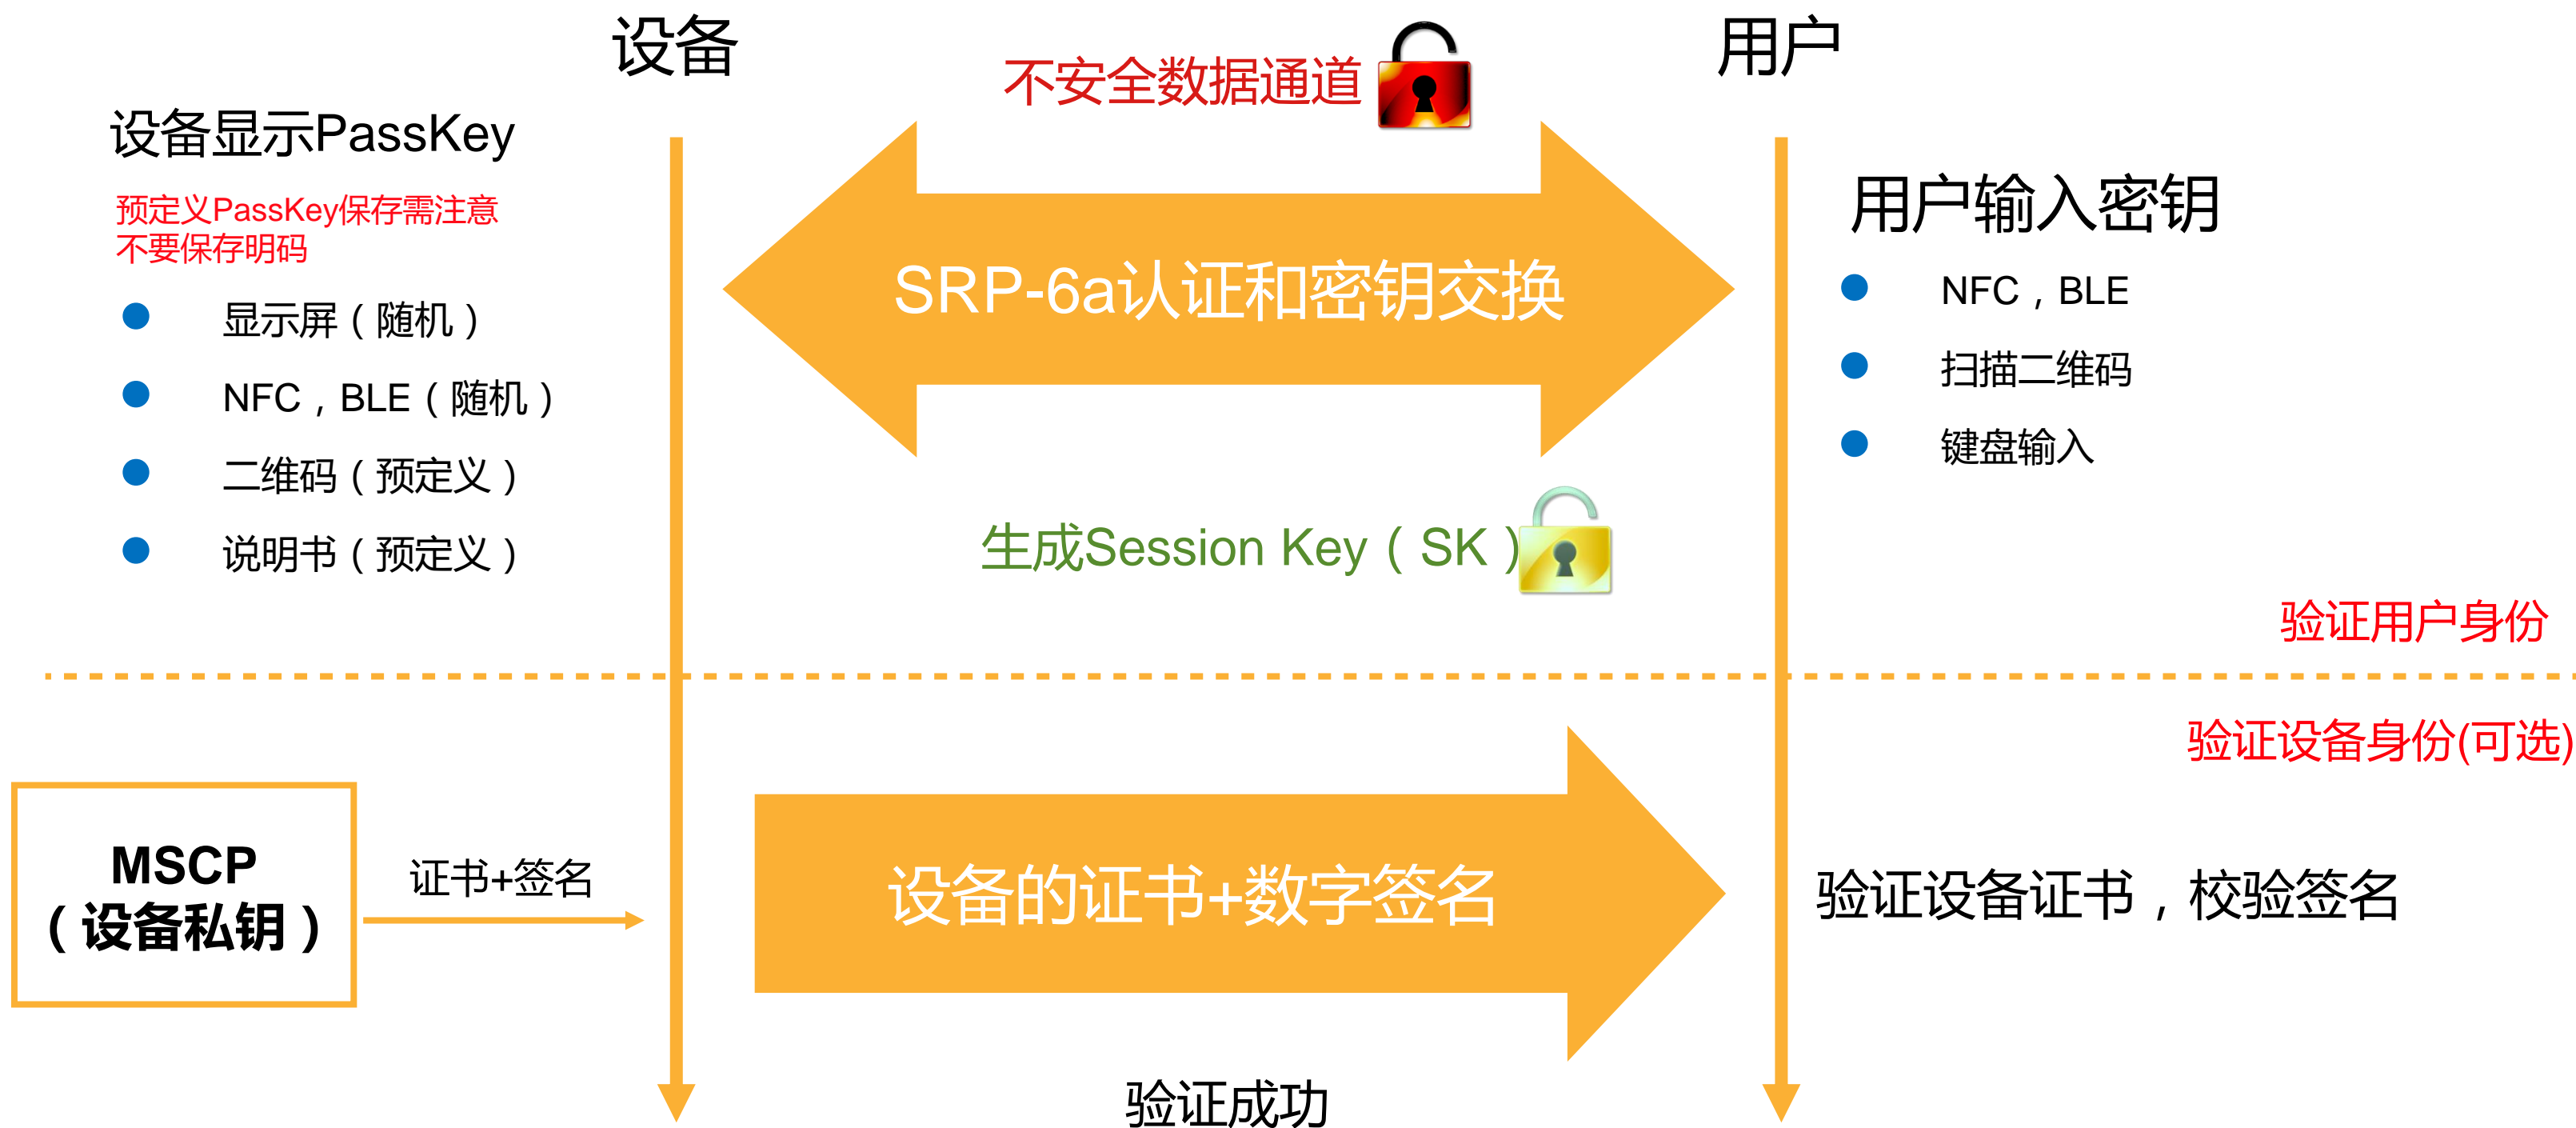 设备
用户
不安全数据通道
设备显示PassKey
预定义PassKey保存需注意
不要保存明码
显示屏（随机）
NFC，BLE（随机）
二维码（预定义）
说明书（预定义）
SRP-6a认证和密钥交换
用户输入密钥
NFC，BLE
扫描二维码
键盘输入
生成Session Key（SK）
验证用户身份
验证设备身份(可选)
MSCP
（设备私钥）
证书+签名
设备的证书+数字签名
验证设备证书，校验签名
验证成功